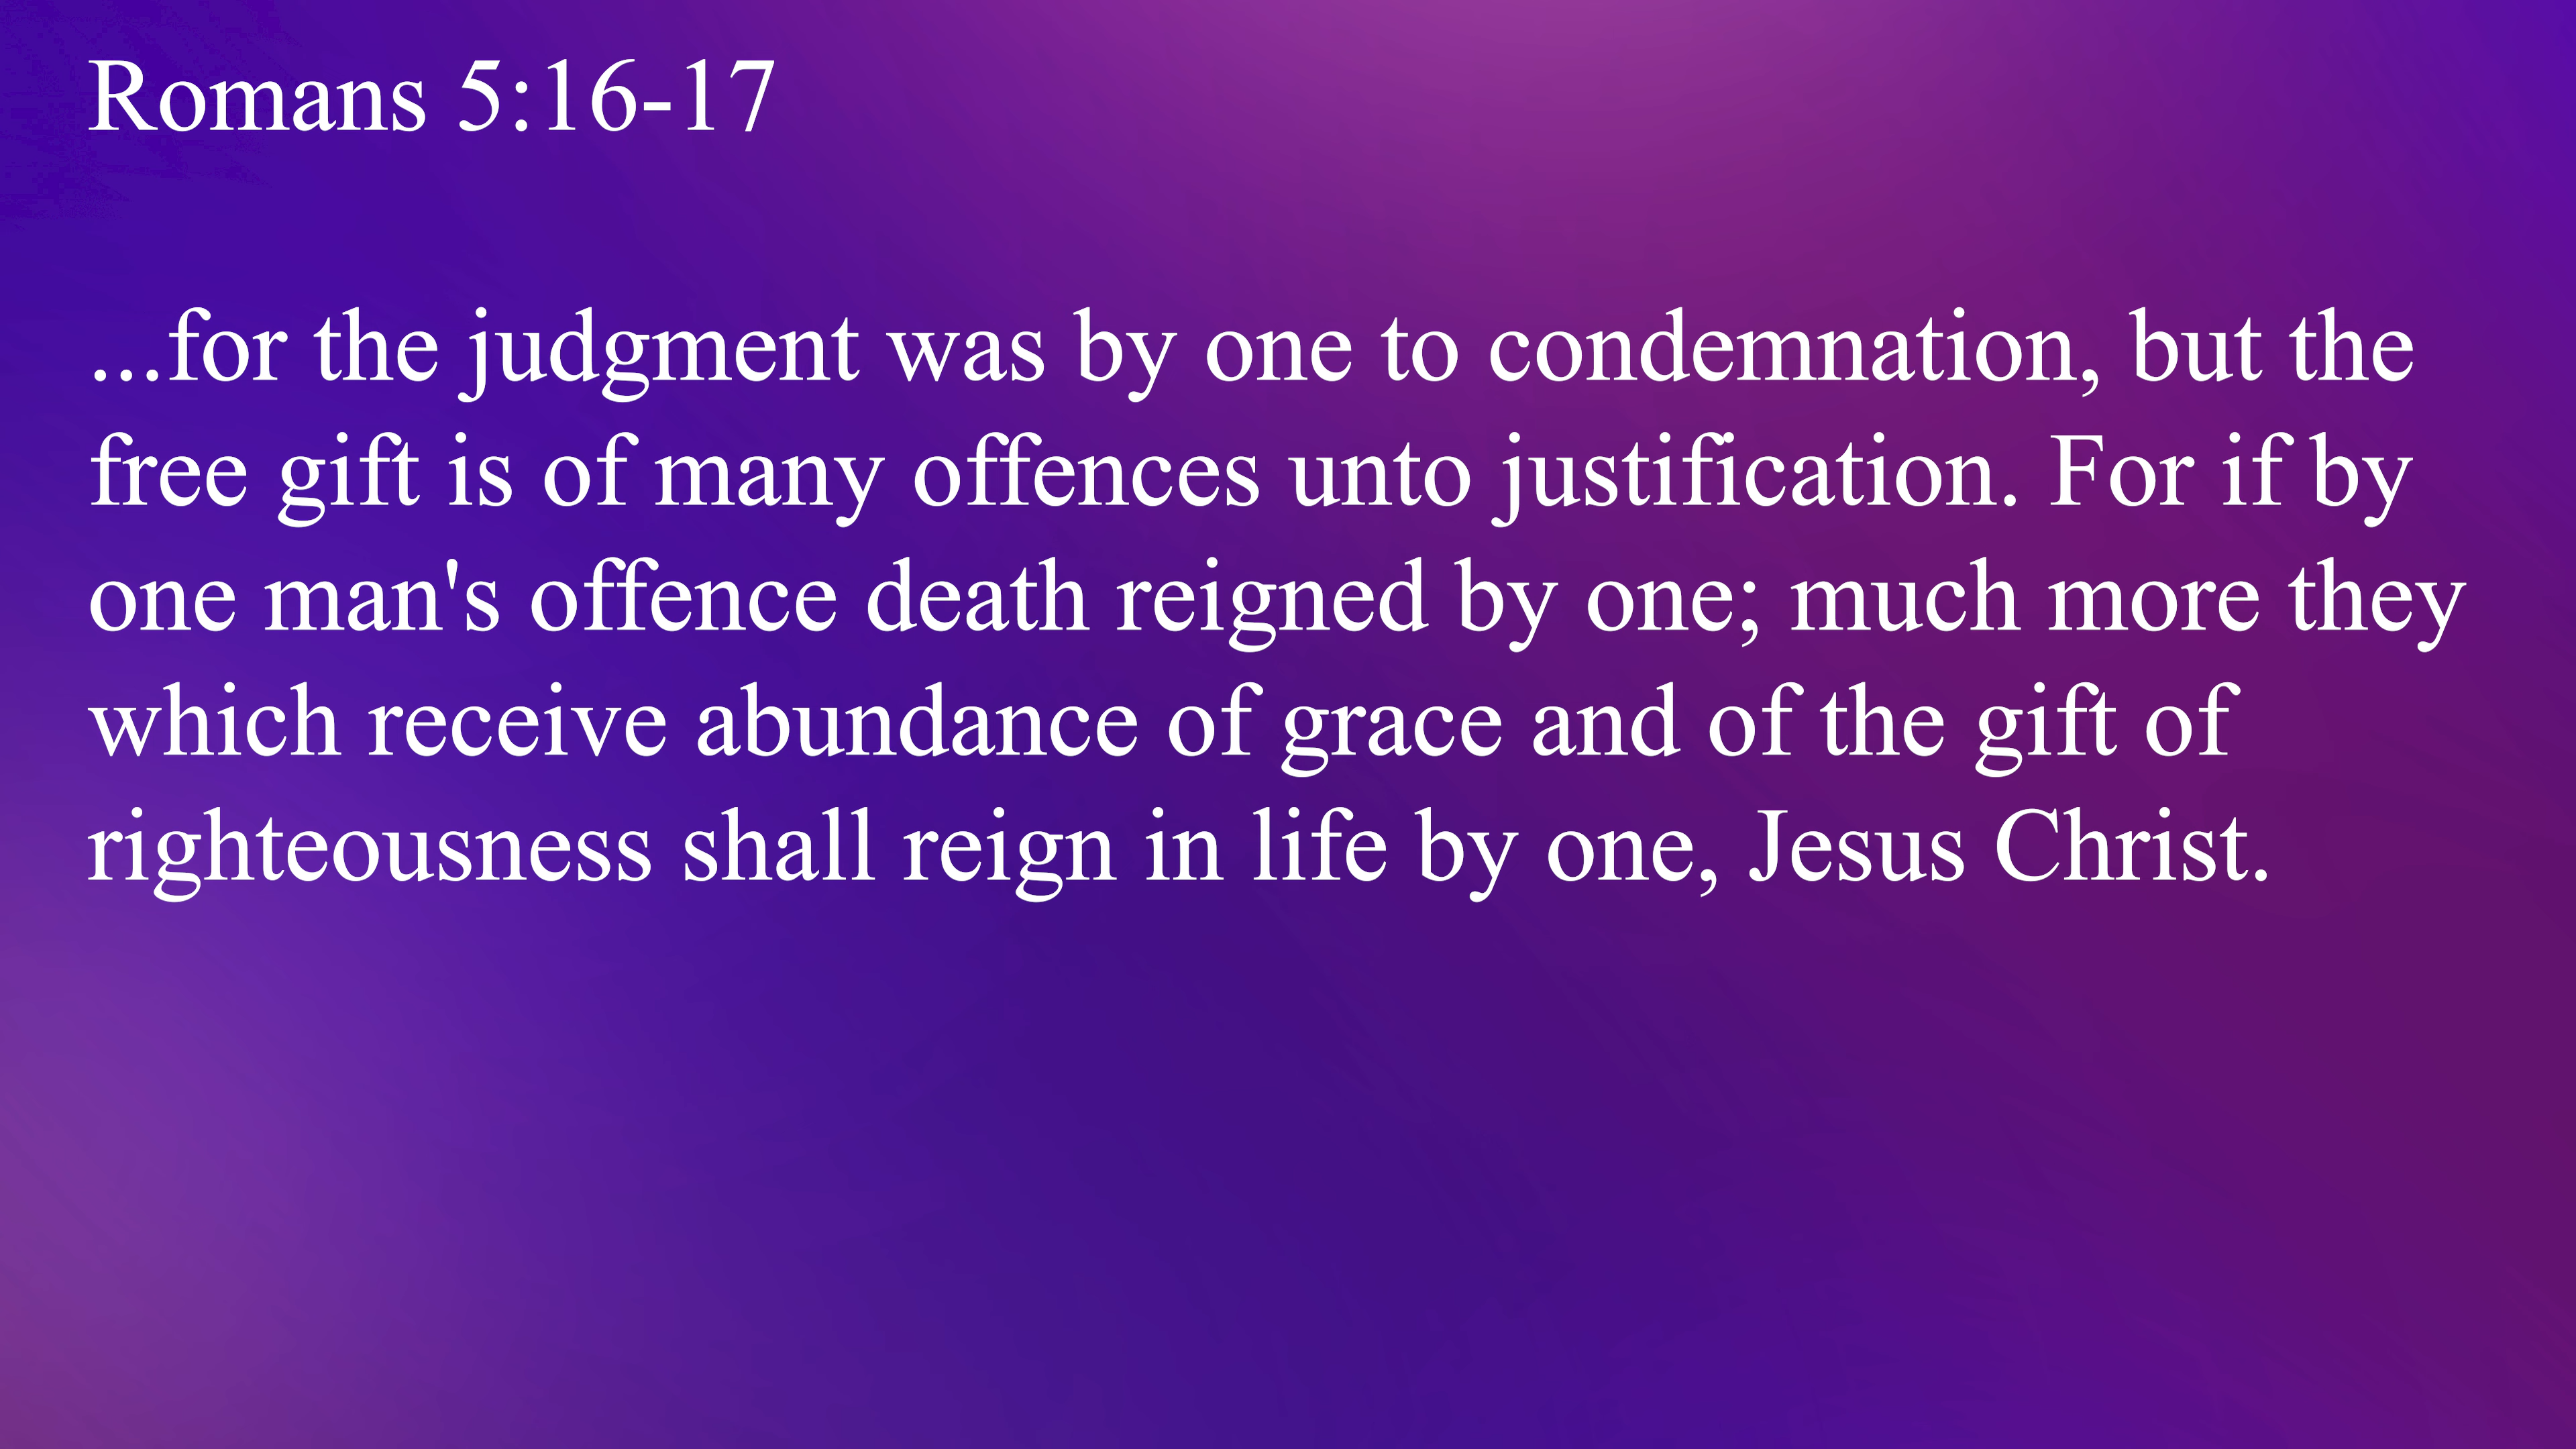 Romans 5:16-17
...for the judgment was by one to condemnation, but the
free gift is of many offences unto justification. For if by
one man's offence death reigned by one; much more they
which receive abundance of grace and of the gift of
righteousness shall reign in life by one, Jesus Christ.